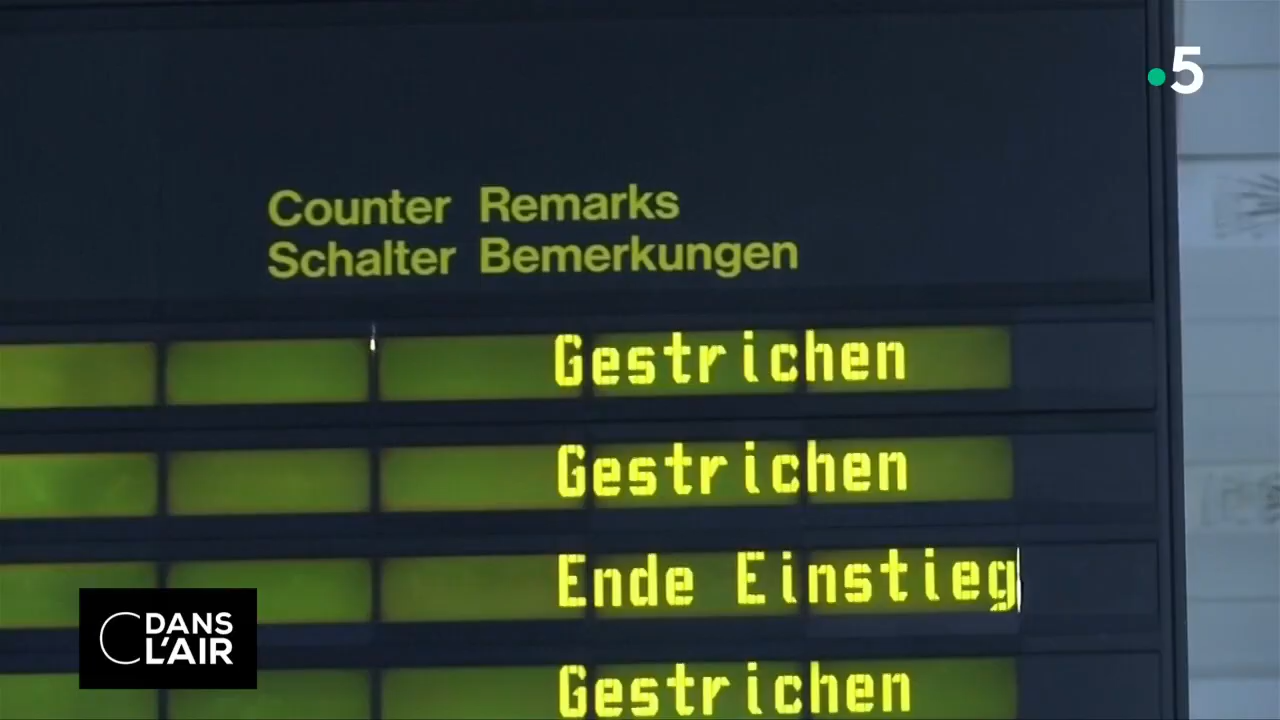 5
Counter Remarks
Schalter Bemerkungen
Gestrichen
Gestrichen
Ende Einstieg
Gestrichen
C DANS
L'AIR